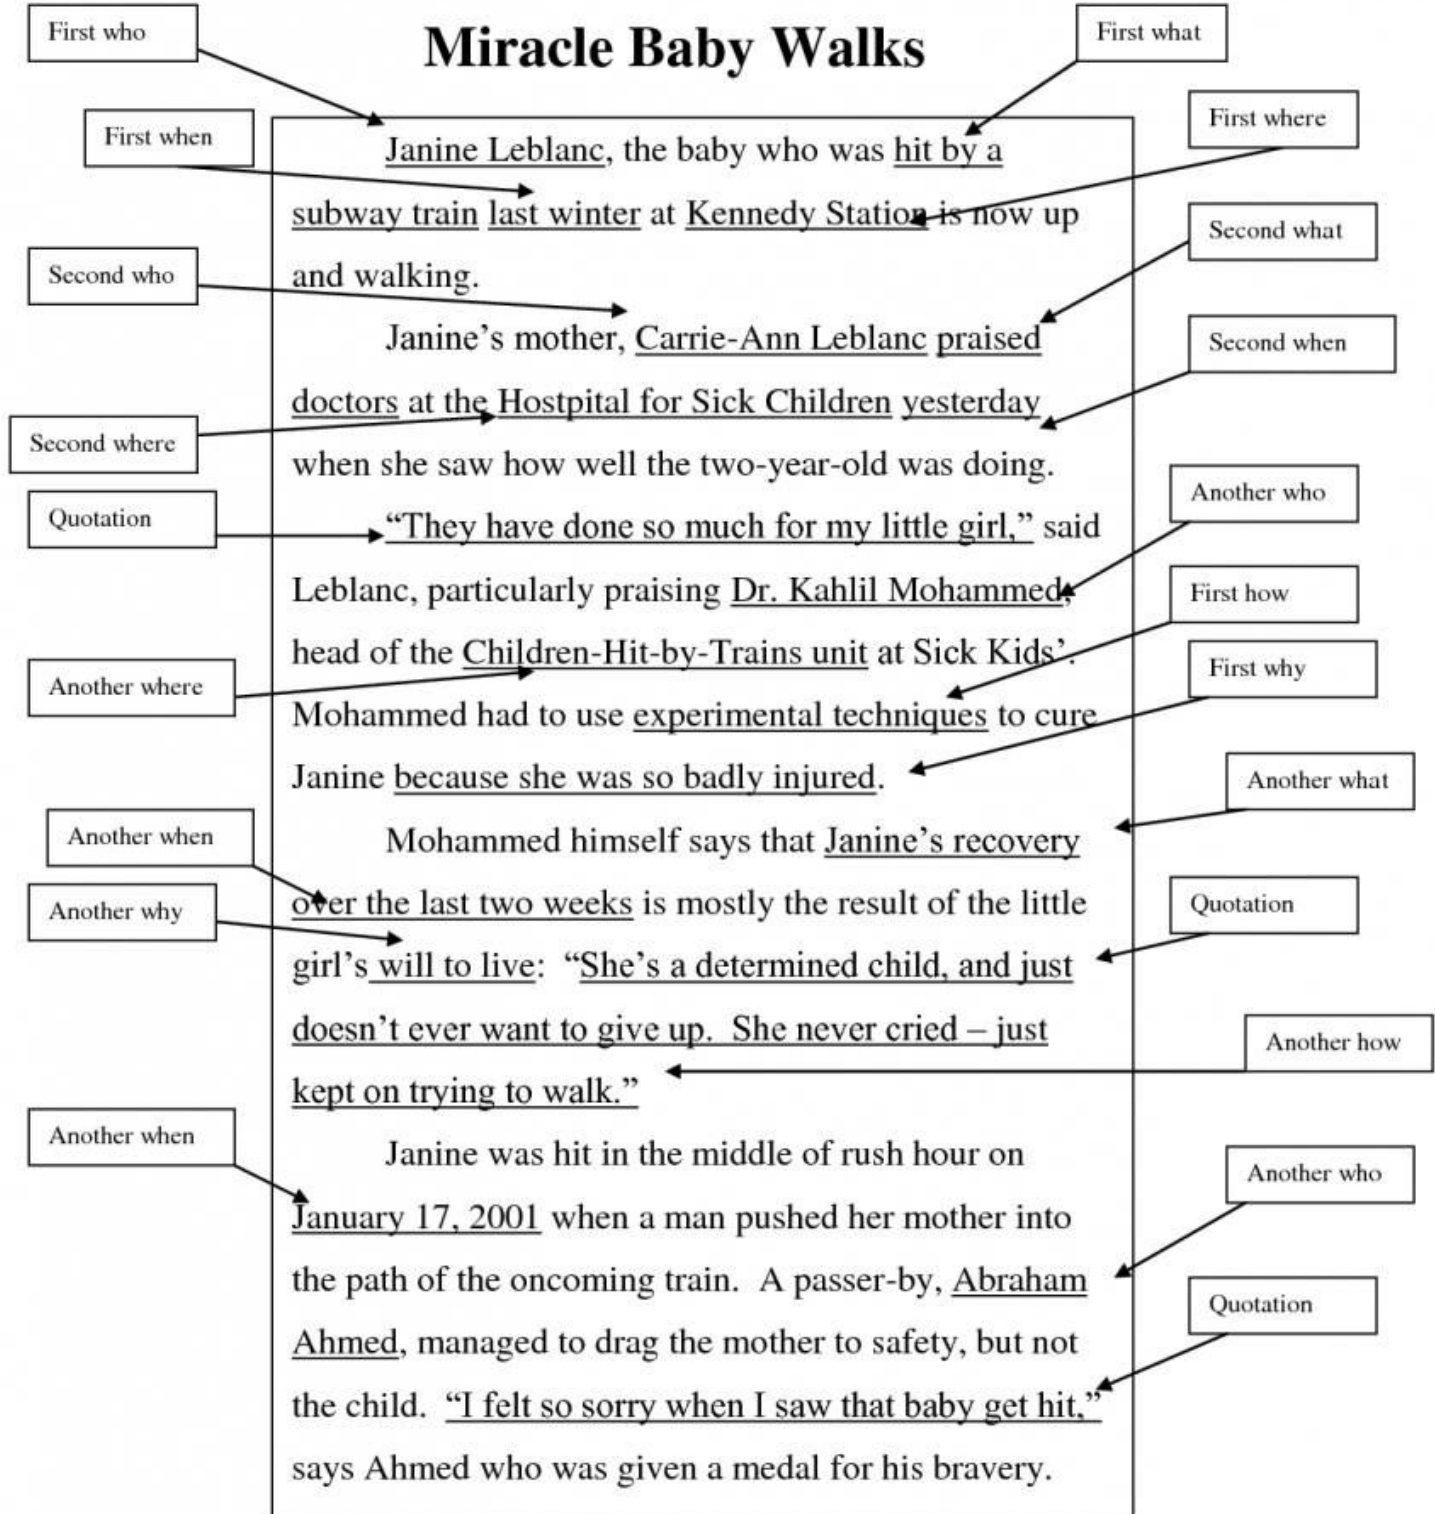 First who
Miracle Baby Walks
First what
First when
First where
Janine Leblanc, the baby who was hit by a
subway train last winter at Kennedy Station is now up
Second what
Second who
and walking.
Janine’s mother, Carrie-Ann Leblanc praised
Second when
doctors at the Hostpital for Sick Children yesterday
Second where
when she saw how well the two-year-old was doing.
Another who
Quotation
“They have done so much for my little girl,” said
Leblanc, particularly praising Dr. Kahlil Mohammed,
First how
head of the Children-Hit-by-Trains unit at Sick Kids’.
First why
Another where
Mohammed had to use experimental techniques to cure
Janine because she was so badly injured.
Another what
Another when
Mohammed himself says that Janine’s recovery
over the last two weeks is mostly the result of the little
Another why
Quotation
girl’s will to live:  “She’s a determined child, and just
doesn’t ever want to give up.  She never cried – just
Another how
kept on trying to walk.”
Another when
Janine was hit in the middle of rush hour on
Another who
January 17, 2001 when a man pushed her mother into
the path of the oncoming train.  A passer-by, Abraham
Quotation
Ahmed, managed to drag the mother to safety, but not
the child.  “I felt so sorry when I saw that baby get hit,”
says Ahmed who was given a medal for his bravery.